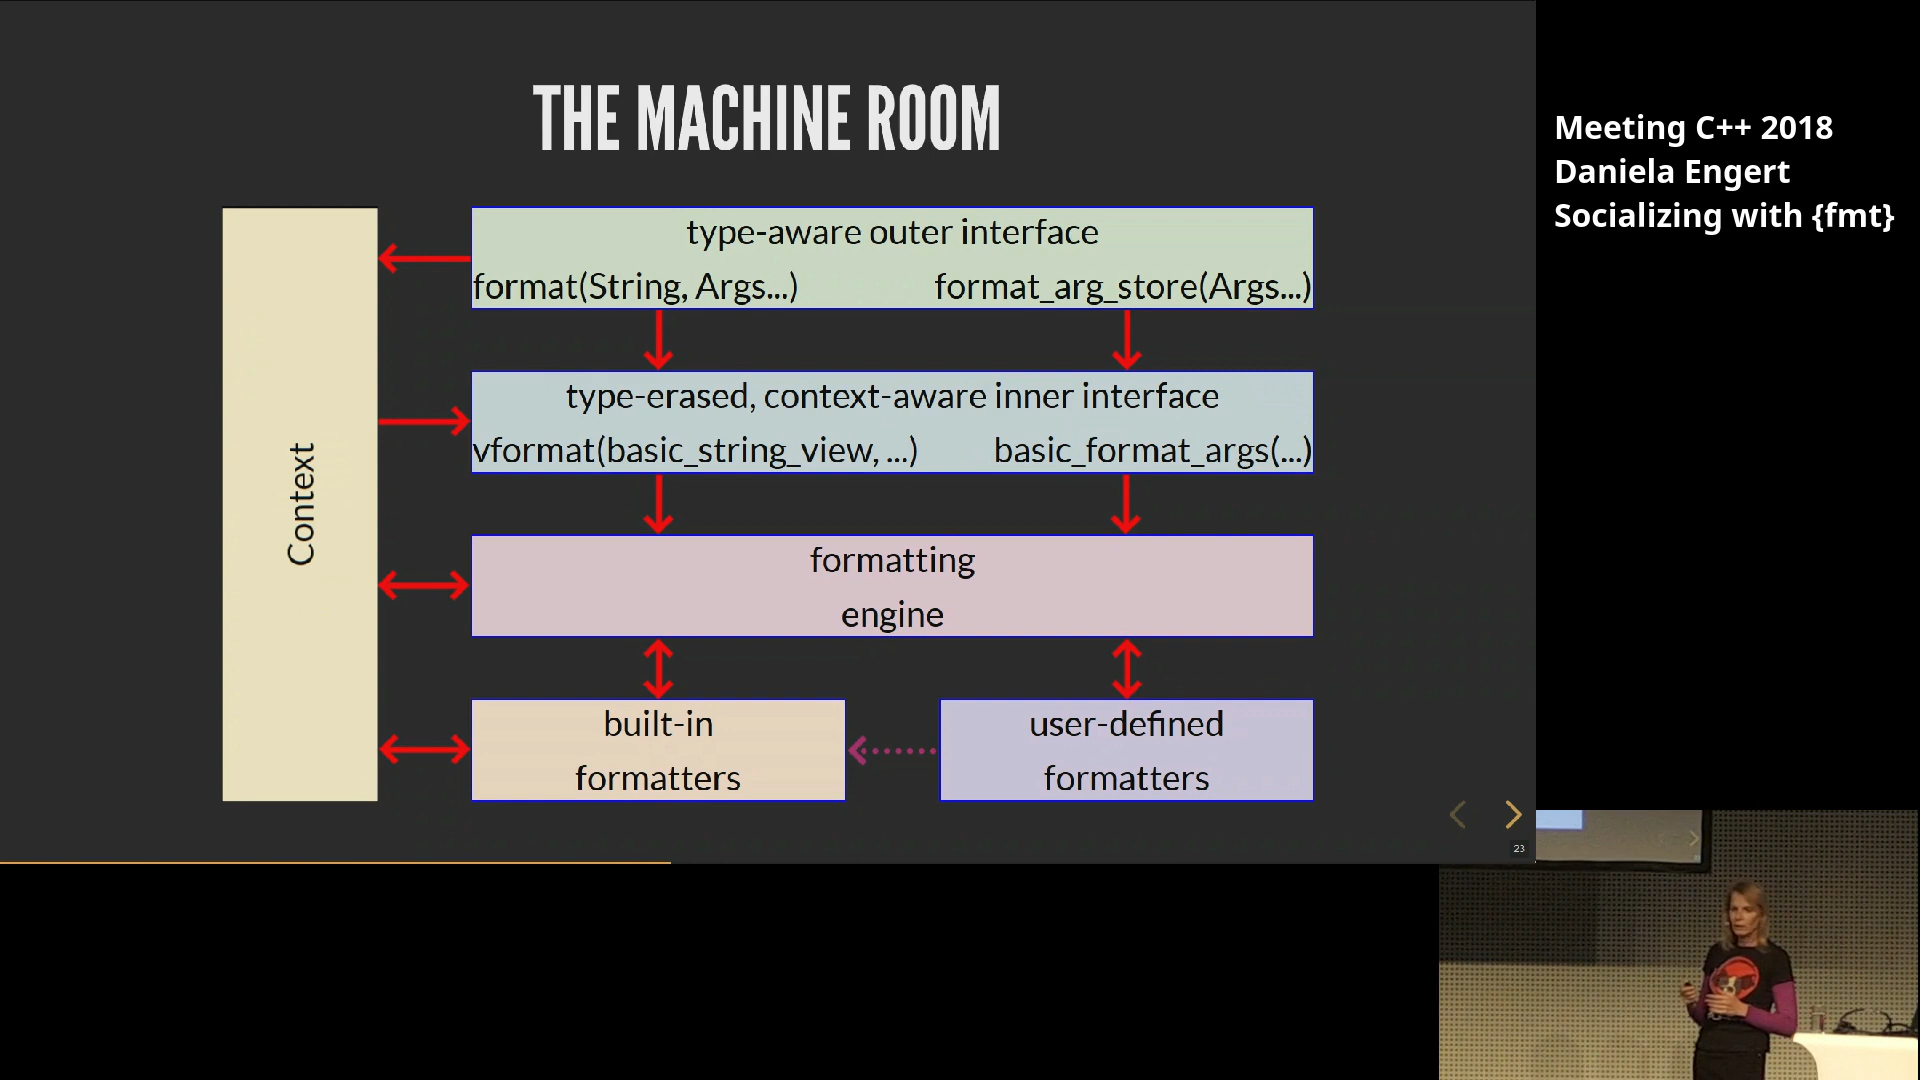 THE MACHINE ROOM
Context
type-aware outer interface
format(String, Args...) format_arg_store(Args...)
type-erased, context-aware inner interface
vformat(basic_string_view, ...) basic_format_args(...)
formatting
engine
built-in
formatters
user-defined
formatters
23
Meeting C++ 2018
Daniela Engert
Socializing with {fmt}